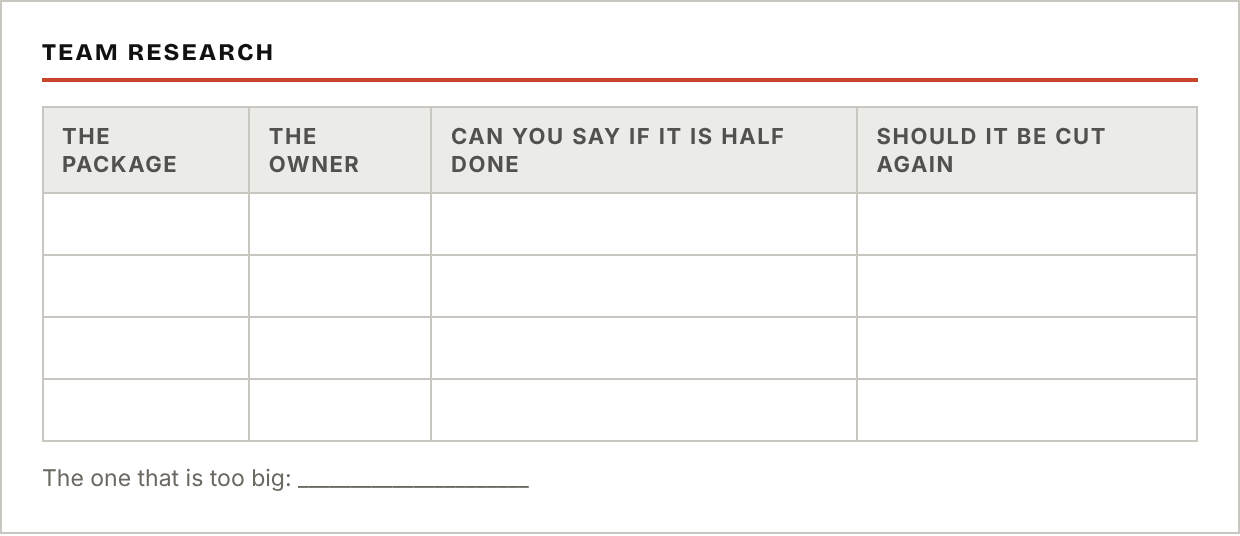 TEAM RESEARCH
THE PACKAGE
THE OWNER
CAN YOU SAY IF IT IS HALF DONE
SHOULD IT BE CUT AGAIN
The one that is too big: ____________________